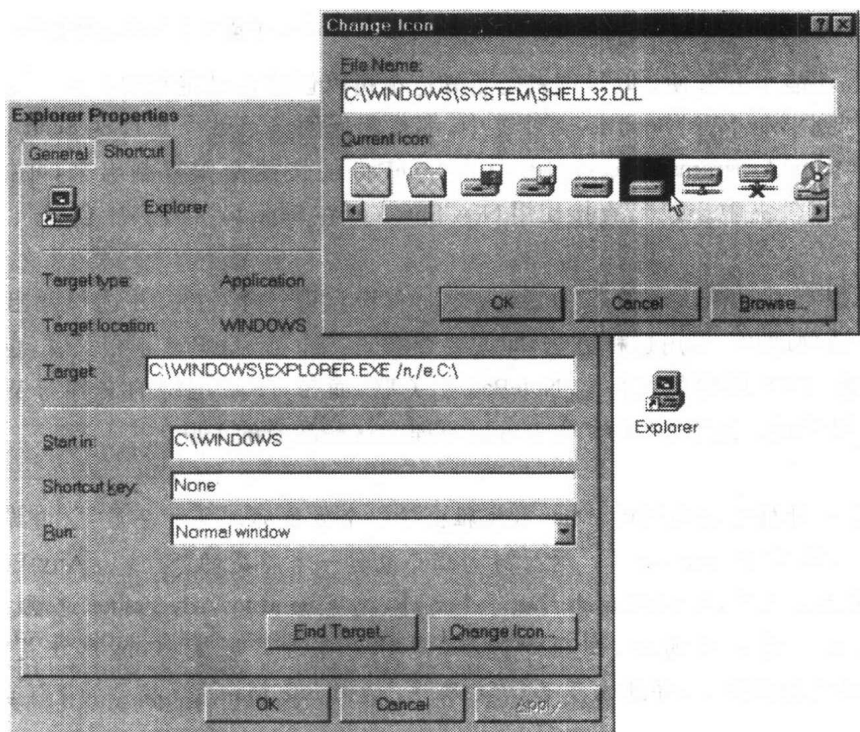 Change Icon
File Name:
C:\WINDOWS\SYSTEM\SHELL32.DLL
Current icon:
OK
Cancel
Browse...
Explorer Properties
General
Shortcut
Explorer
Target type:
Application
Target location:
WINDOWS
Target:
C:\WINDOWS\EXPLORER.EXE /n,/e,C:\
Start in:
C:\WINDOWS
Shortcut key:
None
Run:
Normal window
Find Target...
Change Icon...
OK
Cancel
Apply
Explorer